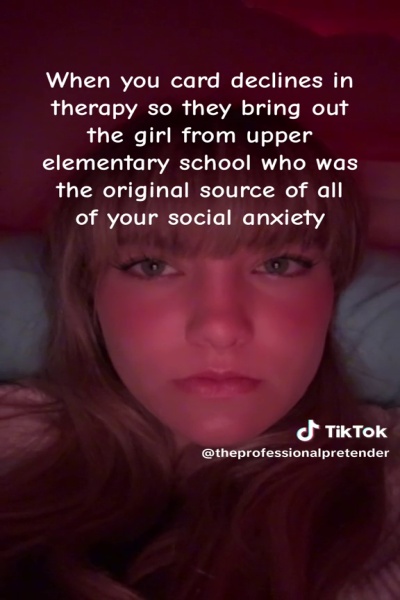 When you card declines in
therapy so they bring out
the girl from upper
elementary school who was
the original source of all
of your social anxiety
TikTok
@theprofessionalpretender